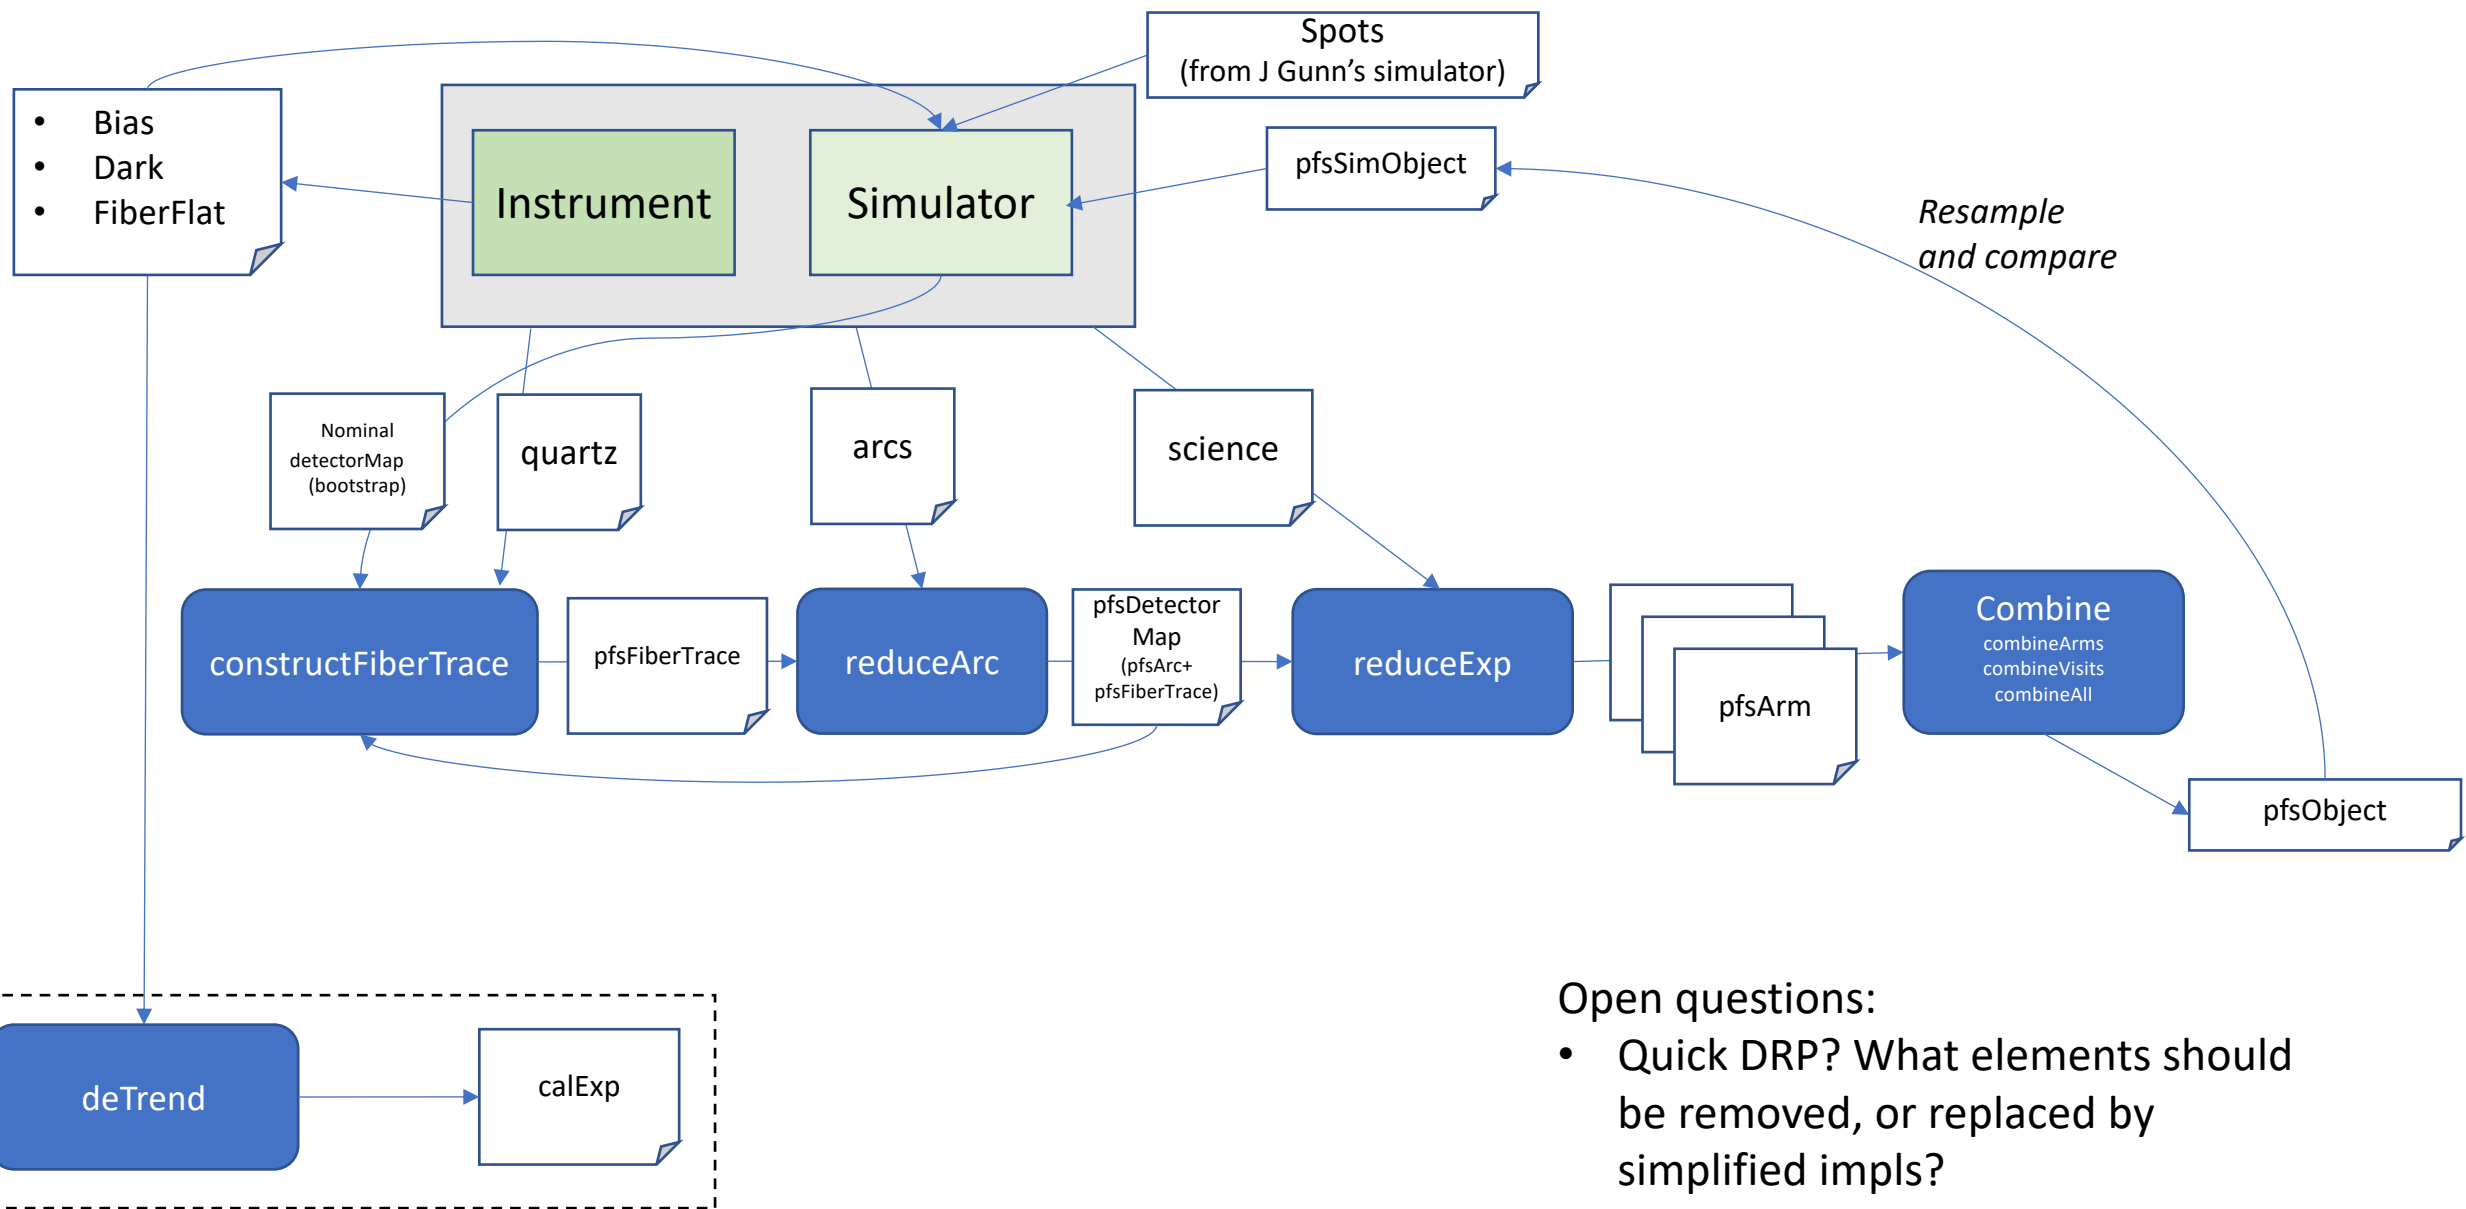 Spots
(from J Gunn's simulator)
• Bias
• Dark
• FiberFlat
Instrument
Simulator
pfsSimObject
Resample
and compare
Nominal
detectorMap
(bootstrap)
quartz
arcs
science
constructFiberTrace
pfsFiberTrace
reduceArc
pfsDetector
Map
(pfsArc+
pfsFiberTrace)
reduceExp
pfsArm
Combine
combineArms
combineVisits
combineAll
pfsObject
deTrend
calExp
Open questions:
• Quick DRP? What elements should
be removed, or replaced by
simplified impls?